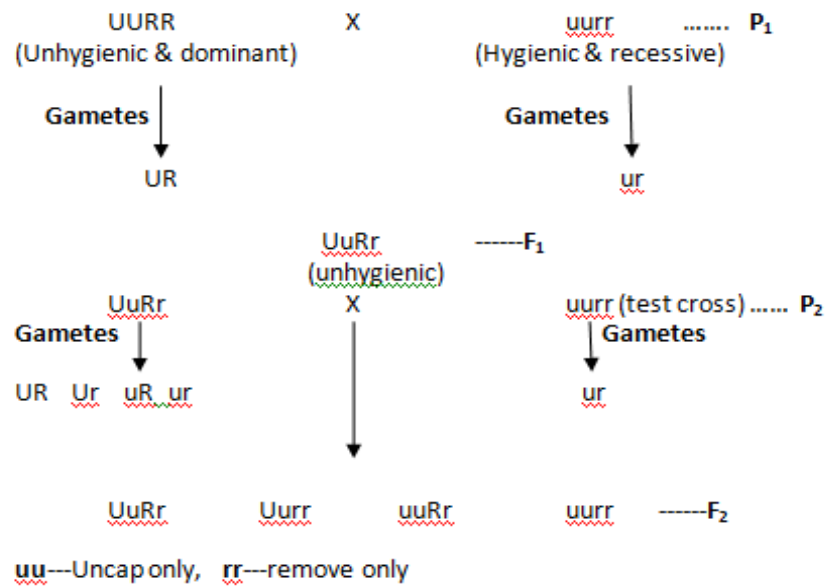 UURR X uurr ....... P₁
(Unhygienic & dominant) (Hygienic & recessive)
Gametes Gametes
UR ur
UuRr ------F₁
(unhygienic)
UuRr X uurr (test cross) ...... P₂
Gametes Gametes
UR Ur uR ur ur
UuRr Uurr uuRr uurr ------F₂
uu---Uncap only, rr---remove only